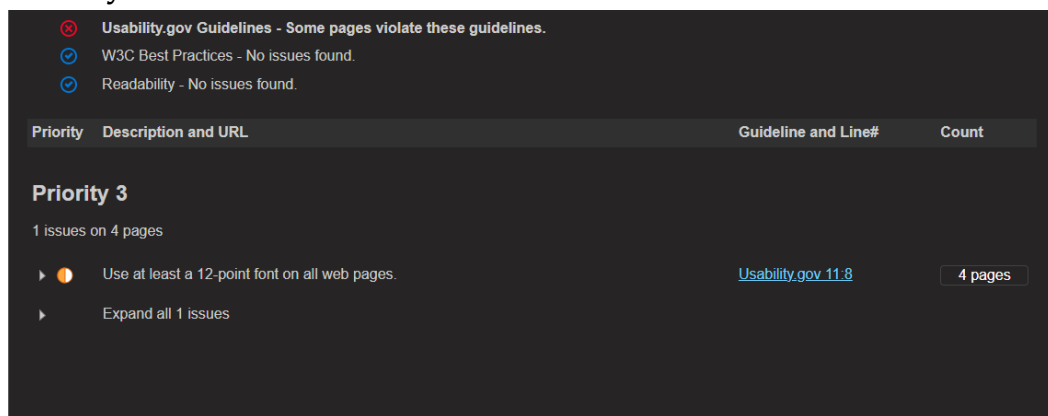 Usability.gov Guidelines - Some pages violate these guidelines.
W3C Best Practices - No issues found.
Readability - No issues found.
Priority Description and URL Guideline and Line# Count
Priority 3
1 issues on 4 pages
Use at least a 12-point font on all web pages. Usability.gov 11:8 4 pages
Expand all 1 issues